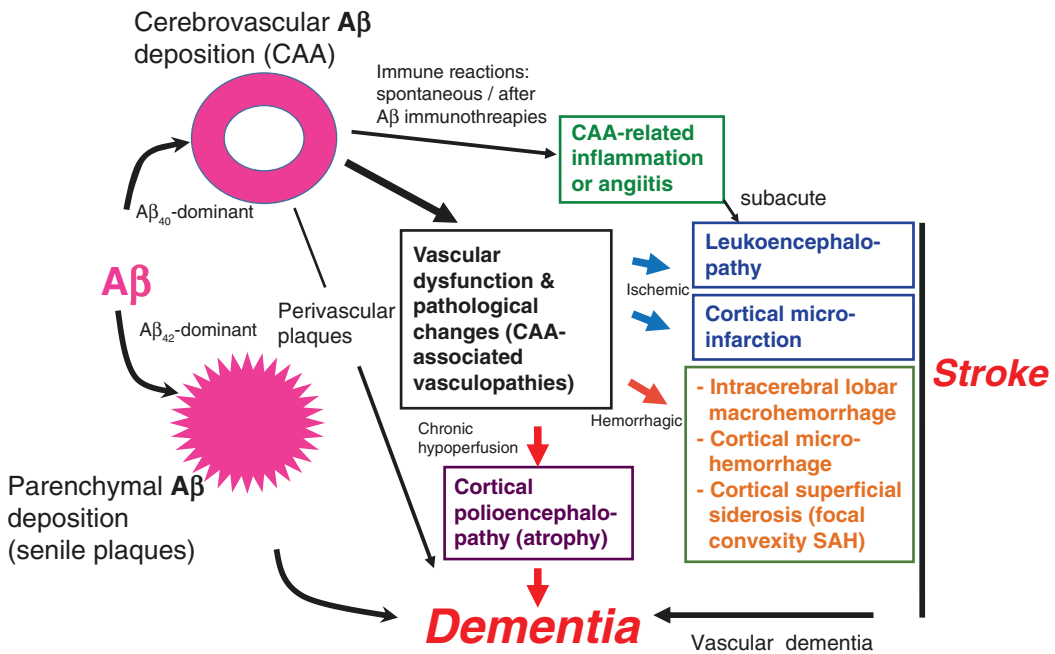 Cerebrovascular Aβ
deposition (CAA)
Immune reactions:
spontaneous / after
Aβ immunothreapies
CAA-related
inflammation
or angiitis
subacute
Aβ40-dominant
Leukoencephalo-
pathy
Vascular
dysfunction &
pathological
changes (CAA-
associated
vasculopathies)
Ischemic
Aβ
Perivascular
plaques
Cortical micro-
infarction
Aβ42-dominant
Stroke
- Intracerebral lobar
macrohemorrhage
- Cortical micro-
hemorrhage
- Cortical superficial
siderosis (focal
convexity SAH)
Hemorrhagic
Chronic
hypoperfusion
Parenchymal Aβ
deposition
(senile plaques)
Cortical
polioencephalo-
pathy (atrophy)
Dementia
Vascular dementia